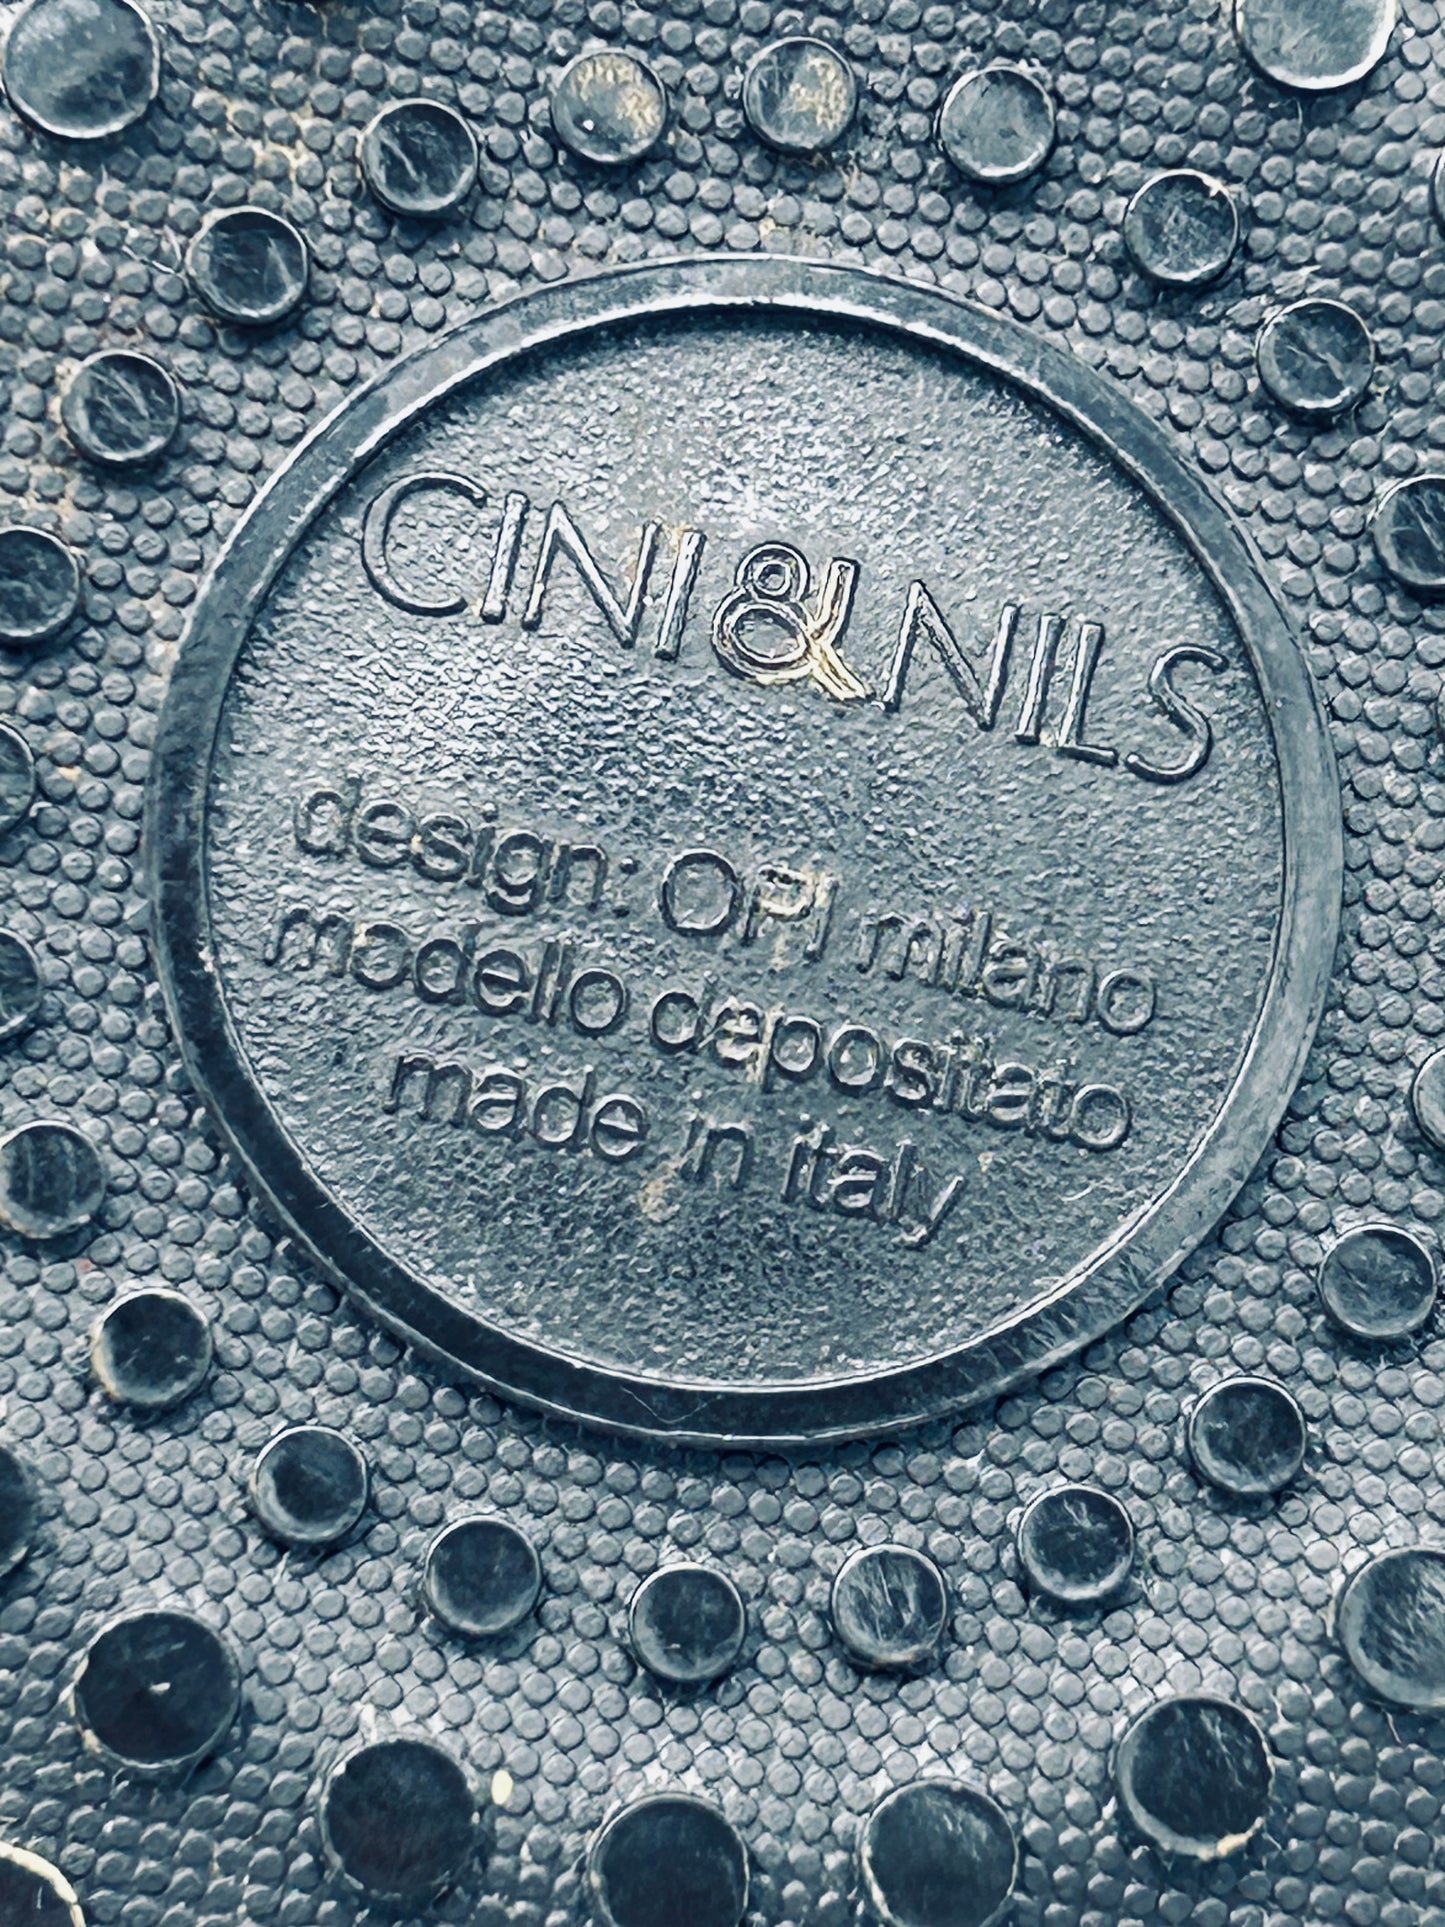 CINI&NILS
design: OPI milano
modello depositato
made in italy